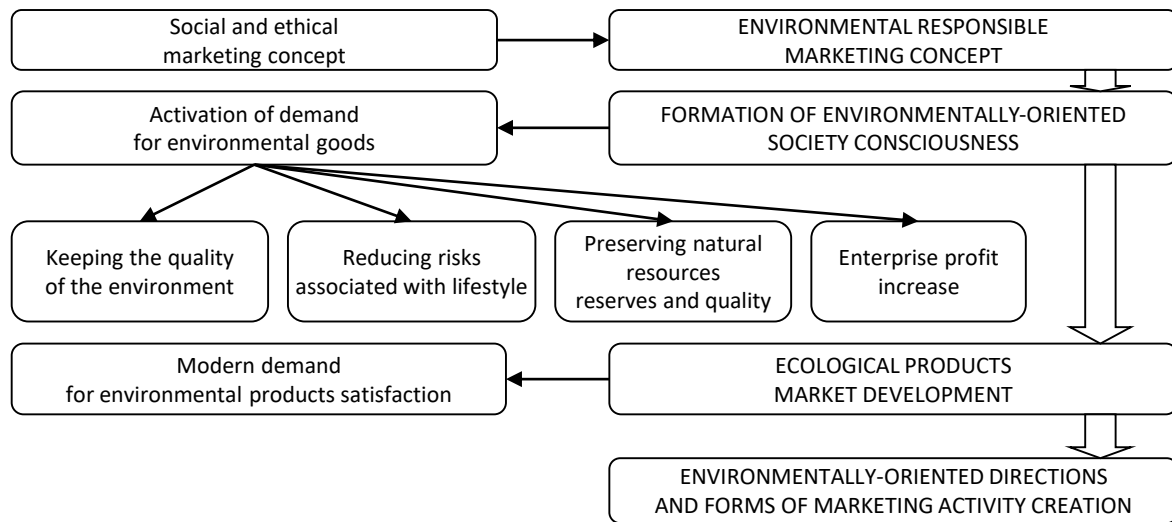 Social and ethical
marketing concept
ENVIRONMENTAL RESPONSIBLE
MARKETING CONCEPT
Activation of demand
for environmental goods
FORMATION OF ENVIRONMENTALLY-ORIENTED
SOCIETY CONSCIOUSNESS
Keeping the quality
of the environment
Reducing risks
associated with lifestyle
Preserving natural
resources
reserves and quality
Enterprise profit
increase
Modern demand
for environmental products satisfaction
ECOLOGICAL PRODUCTS
MARKET DEVELOPMENT
ENVIRONMENTALLY-ORIENTED DIRECTIONS
AND FORMS OF MARKETING ACTIVITY CREATION